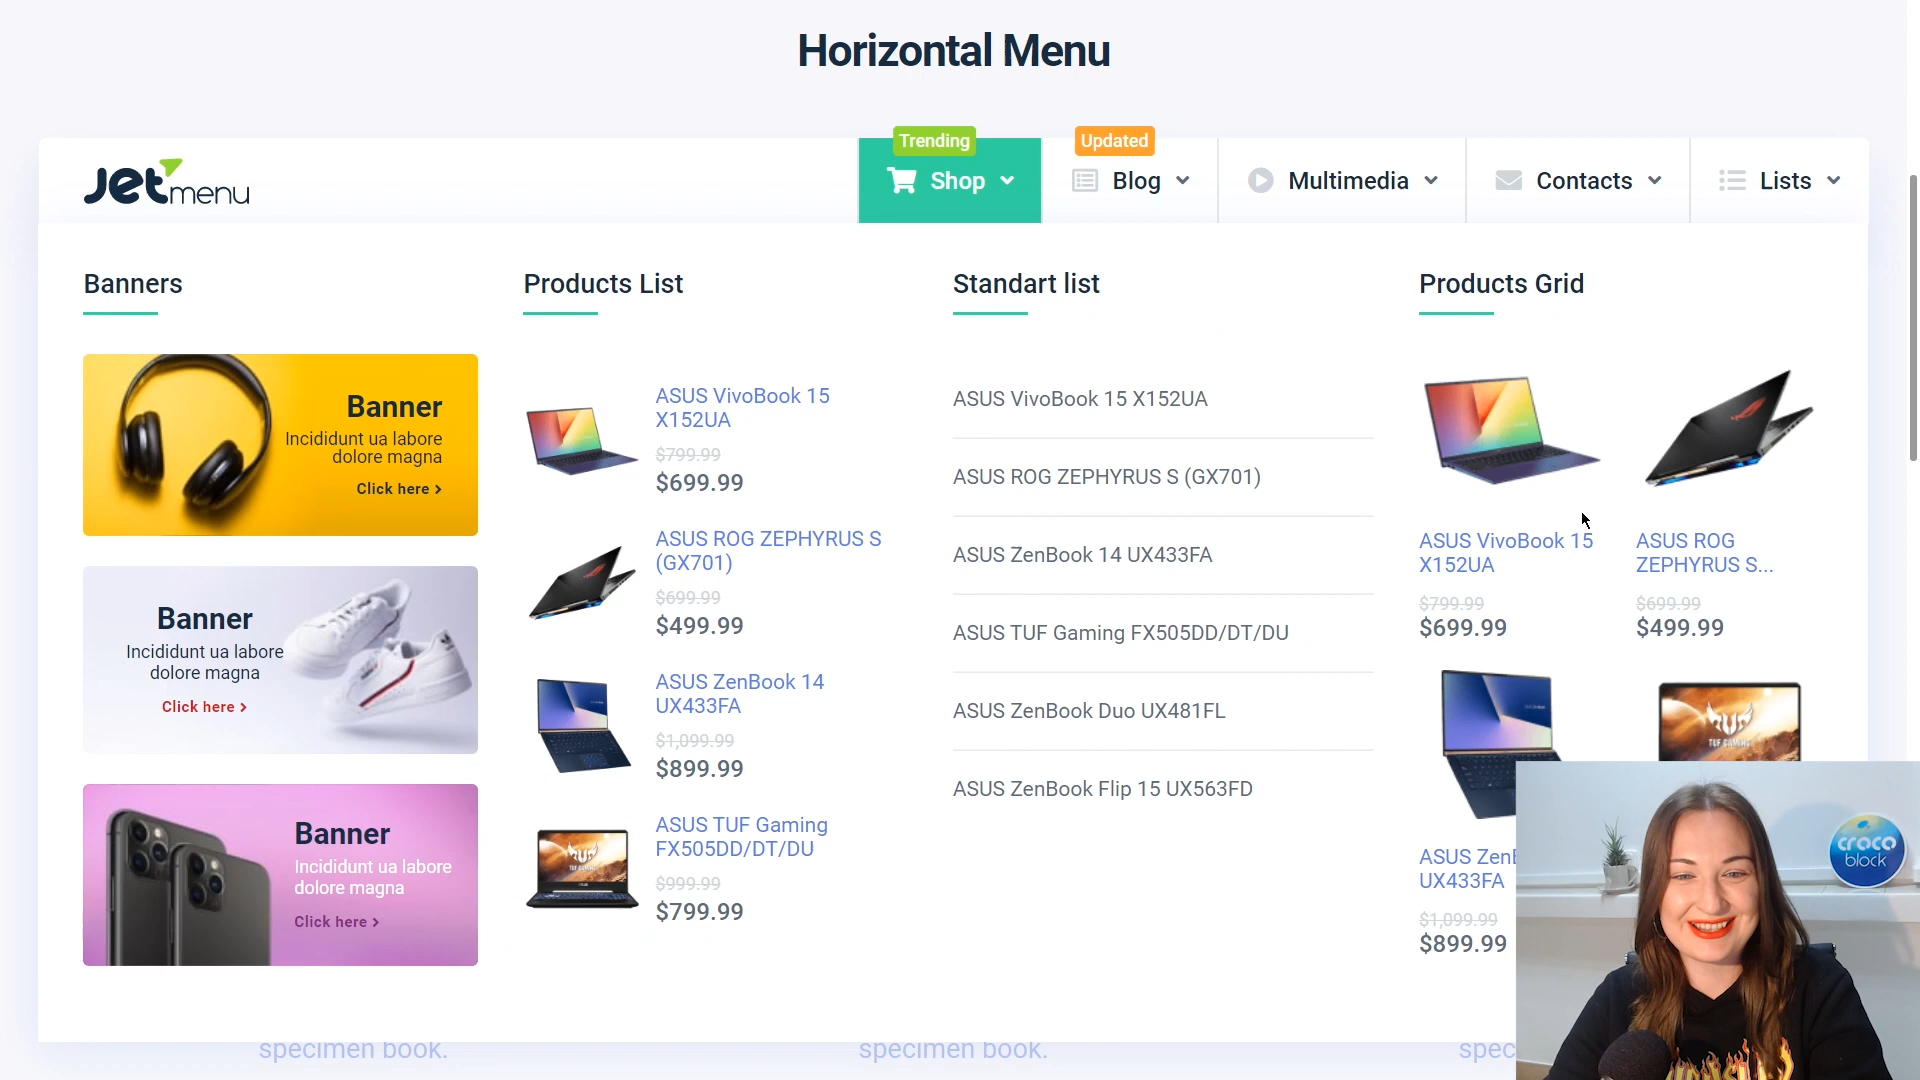 Horizontal Menu
Trending
Updated
Jetmenu
Shop
Blog
Multimedia
Contacts
Lists
Banners
Products List
Standart list
Products Grid
Banner
Incididunt ua labore
dolore magna
Click here >
Banner
Incididunt ua labore
dolore magna
Click here >
Banner
Incididunt ua labore
dolore magna
Click here >
ASUS VivoBook 15
X152UA
$799.99
$699.99
ASUS ROG ZEPHYRUS S
(GX701)
$699.99
$499.99
ASUS ZenBook 14
UX433FA
$1,099.99
$899.99
ASUS TUF Gaming
FX505DD/DT/DU
$999.99
$799.99
ASUS VivoBook 15 X152UA
ASUS ROG ZEPHYRUS S (GX701)
ASUS ZenBook 14 UX433FA
ASUS TUF Gaming FX505DD/DT/DU
ASUS ZenBook Duo UX481FL
ASUS ZenBook Flip 15 UX563FD
ASUS VivoBook 15
X152UA
$799.99
$699.99
ASUS ROG
ZEPHYRUS S...
$699.99
$499.99
TUF GAMING
ASUS Zen
UX433FA
$1,099.99
$899.99
croco
block
specimen book.
specimen book.
spec